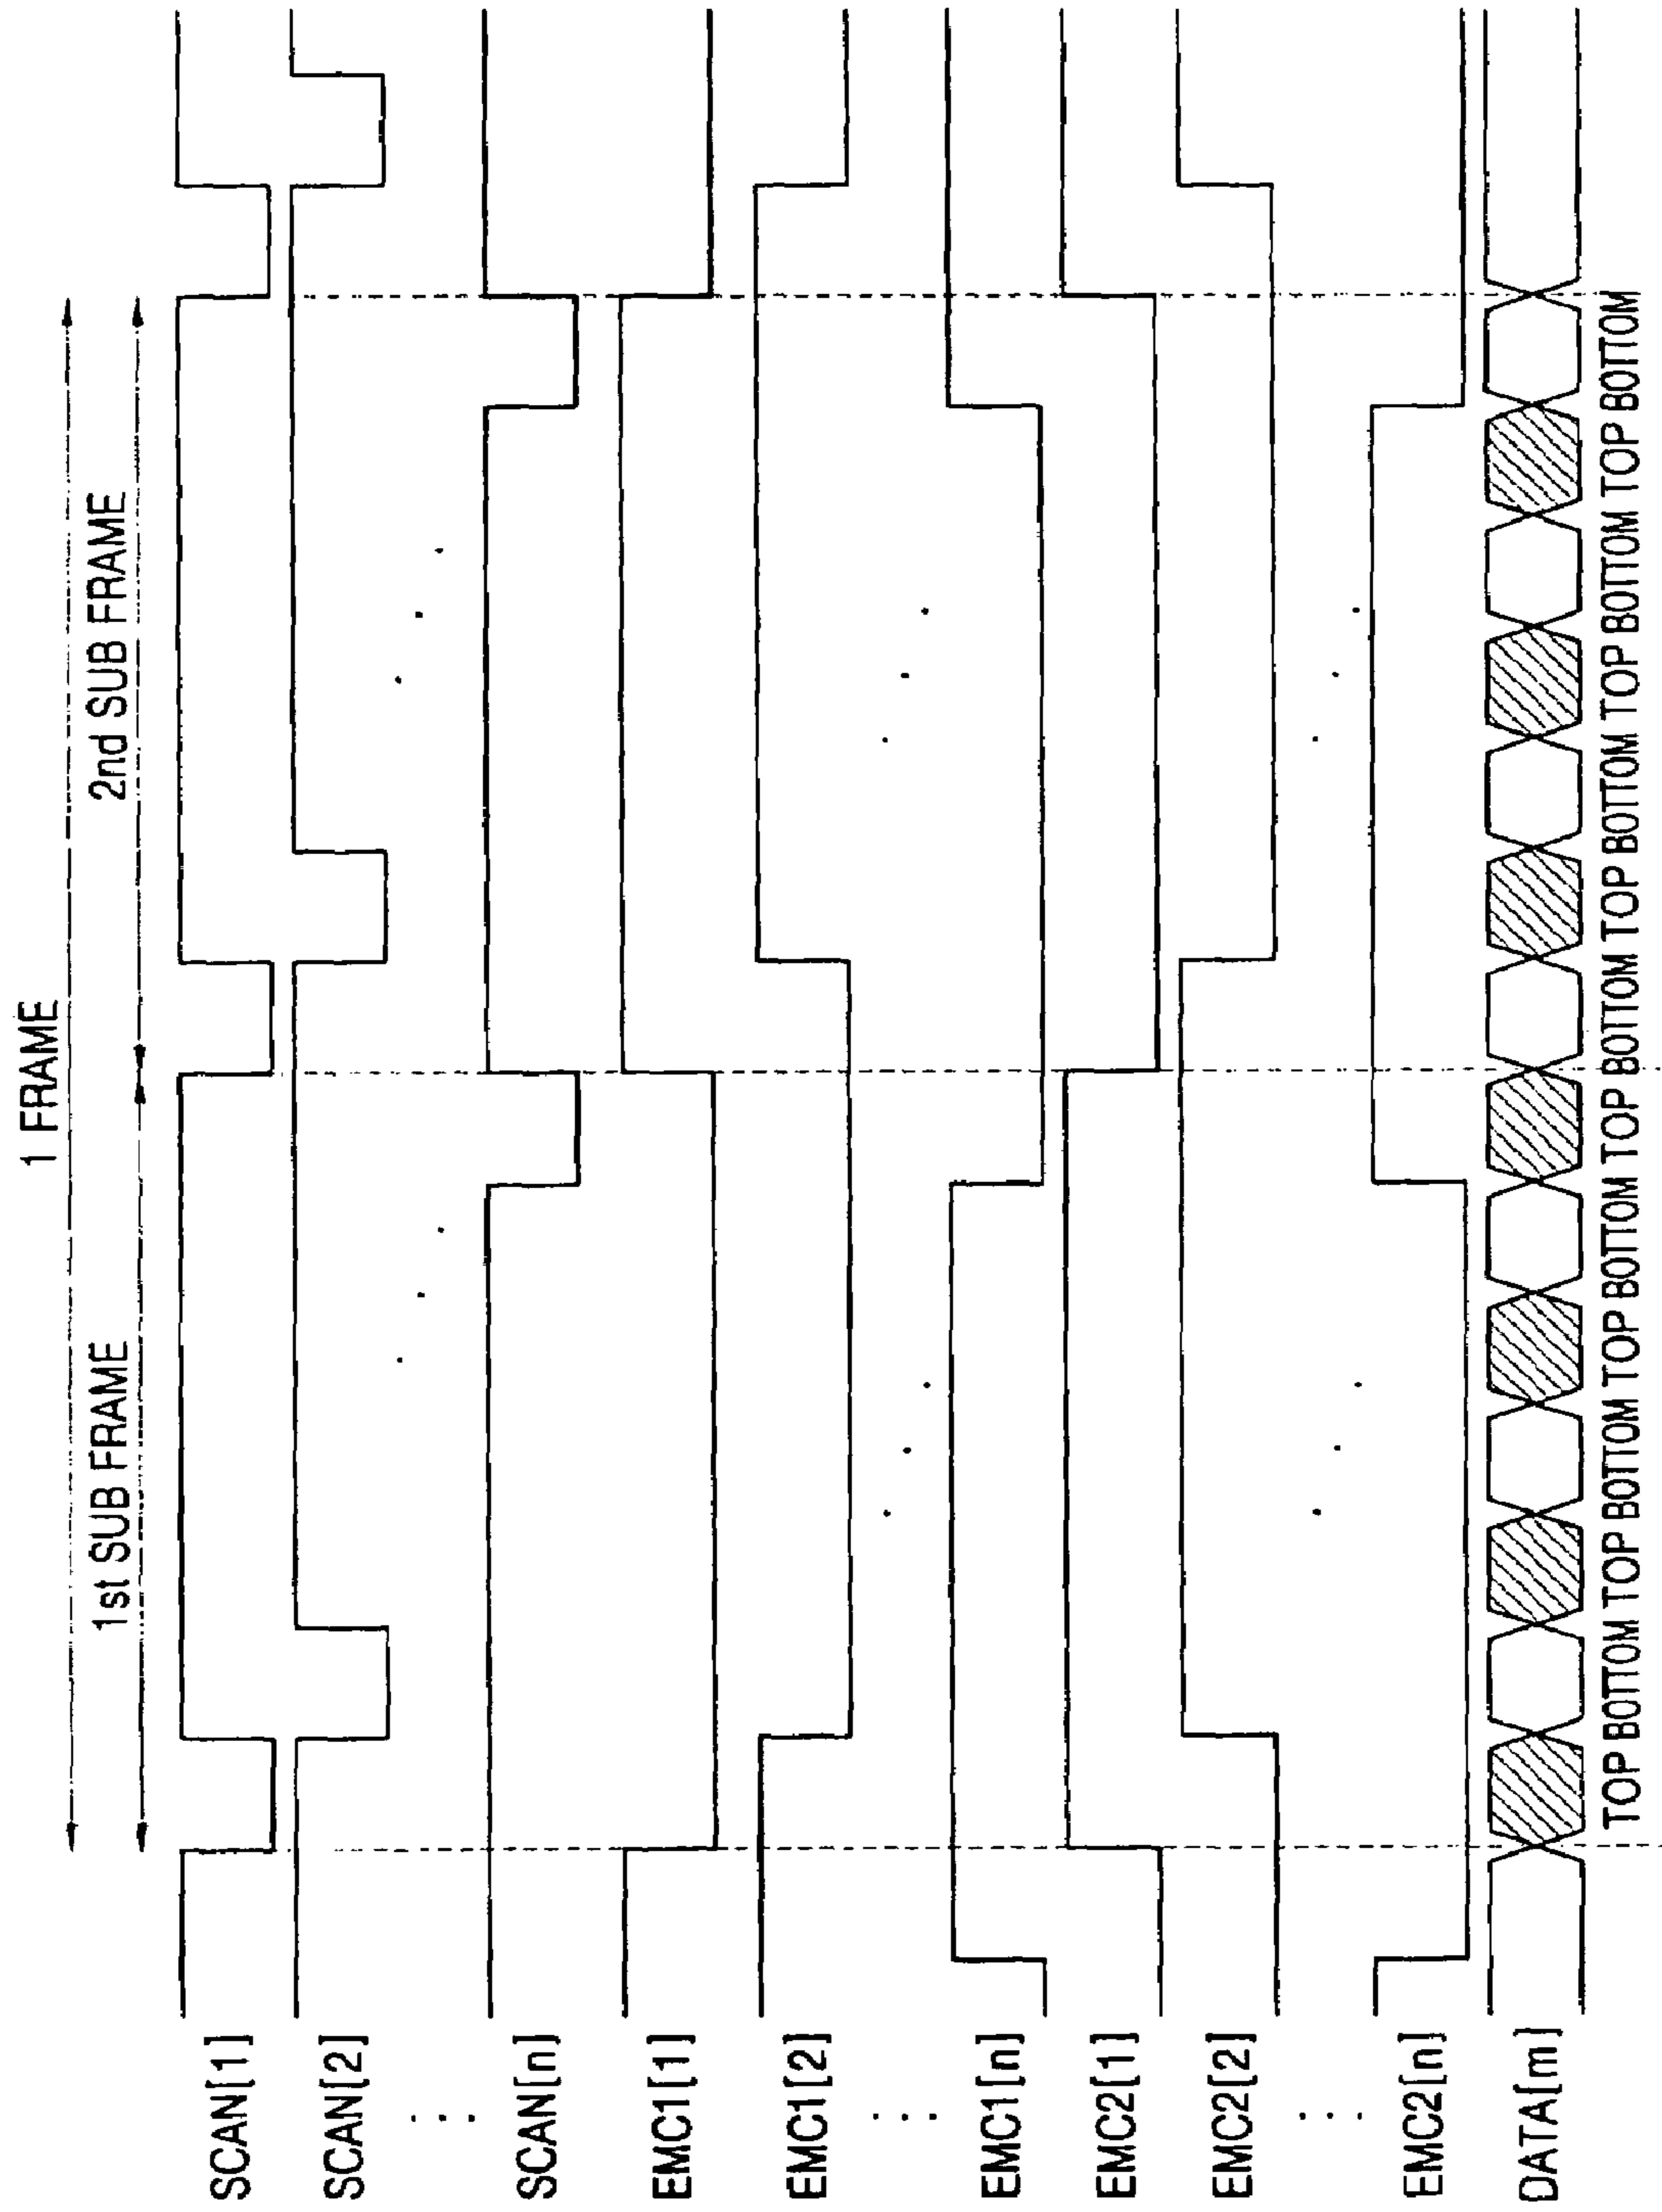 1 FRAME
1st SUB FRAME 2nd SUB FRAME
SCAN[1]
SCAN[2]
SCAN[n]
EMC1[1]
EMC1[2]
EMC1[n]
EMC2[1]
EMC2[2]
EMC2[n]
DATA[m]
TOP BOTTOM TOP BOTTOM TOP BOTTOM TOP BOTTOM TOP BOTTOM TOP BOTTOM TOP BOTTOM